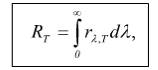 R_T = ∫_0^∞ r_{λ,T} dλ,